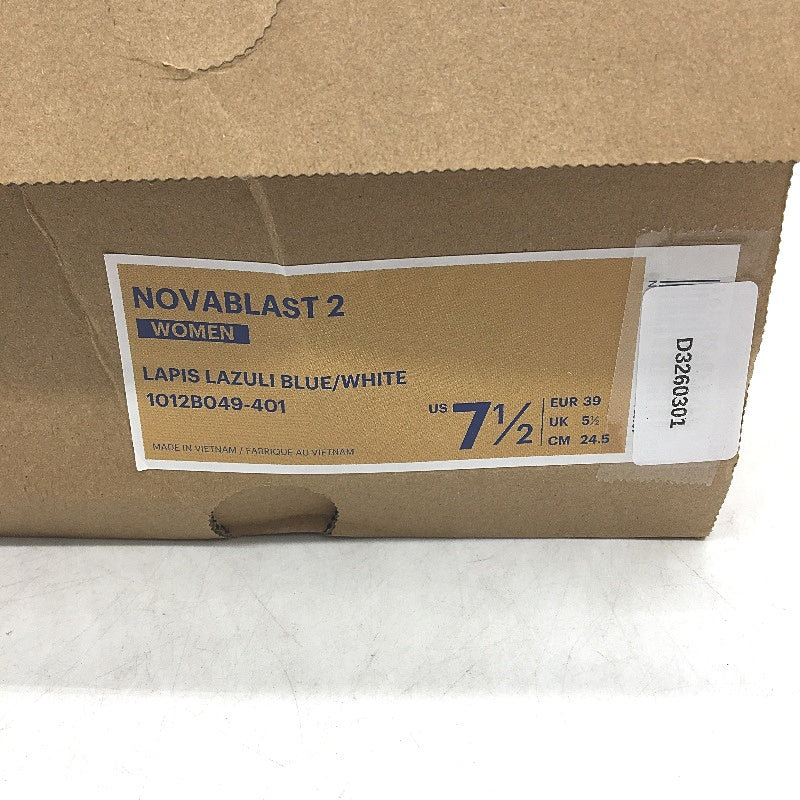 NOVABLAST 2
WOMEN
LAPIS LAZULI BLUE/WHITE
1012B049-401
US 7½
EUR 39
UK 5½
CM 24.5
MADE IN VIETNAM / FABRIQUE AU VIETNAM
D3260301